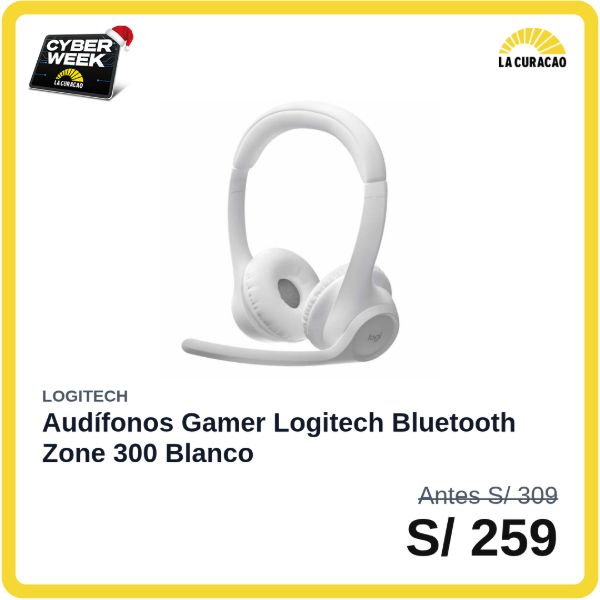 CYBER
WEEK
LA CURACAO
LA CURACAO
logi
LOGITECH
Audífonos Gamer Logitech Bluetooth
Zone 300 Blanco
Antes S/ 309
S/ 259